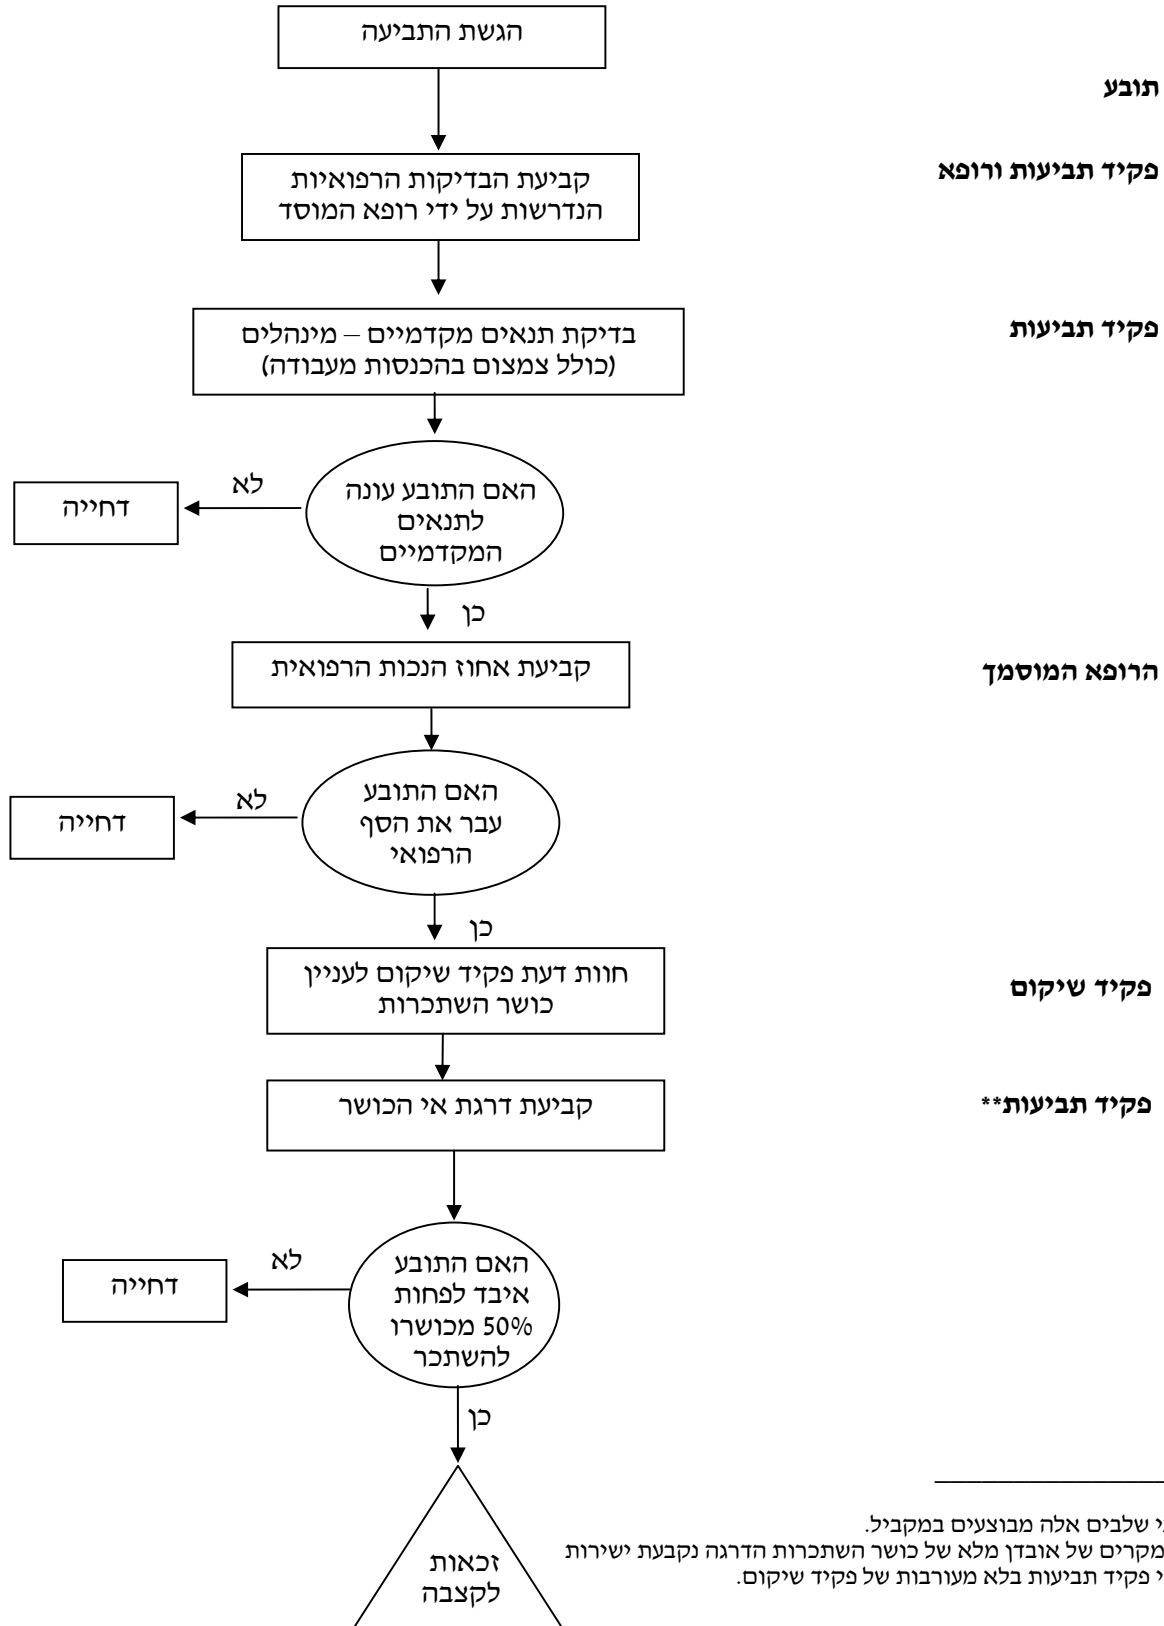 הגשת התביעה
תובע
פקיד תביעות ורופא
קביעת הבדיקות הרפואיות
הנדרשות על ידי רופא המוסד
פקיד תביעות
בדיקת תנאים מקדמיים – מינהלים
(כולל צמצום בהכנסות מעבודה)
האם התובע עונה
לתנאים
המקדמיים
לא
דחייה
כן
הרופא המוסמך
קביעת אחוז הנכות הרפואית
האם התובע
עבר את הסף
הרפואי
לא
דחייה
כן
פקיד שיקום
חוות דעת פקיד שיקום לעניין
כושר השתכרות
פקיד תביעות**
קביעת דרגת אי הכושר
האם התובע
איבד לפחות
50% מכושרו
להשתכר
לא
דחייה
כן
זכאות
לקצבה
שלבים אלה מבוצעים במקביל.
מקרים של אובדן מלא של כושר השתכרות הדרגה נקבעת ישירות
פקיד תביעות בלא מעורבות של פקיד שיקום.